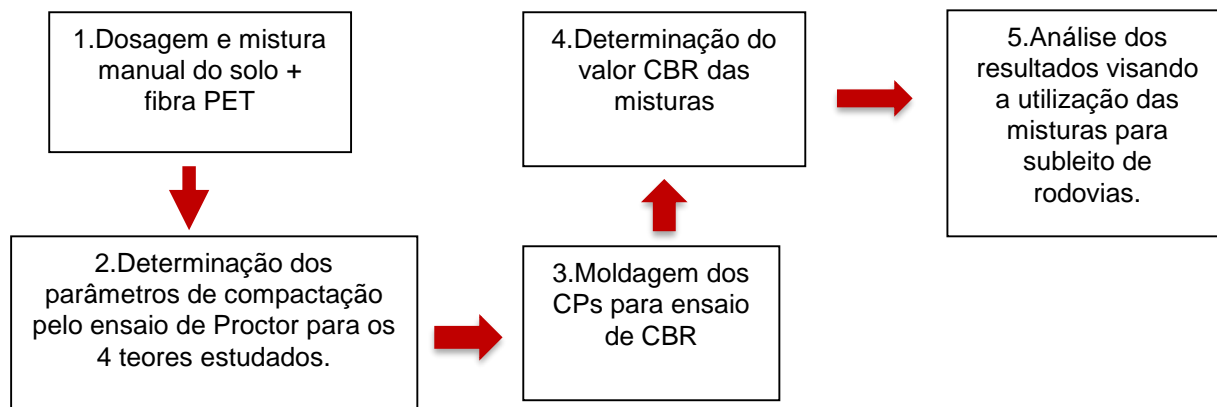 1.Dosagem e mistura
manual do solo +
fibra PET
2.Determinação dos
parâmetros de compactação
pelo ensaio de Proctor para os
4 teores estudados.
3.Moldagem dos
CPs para ensaio
de CBR
4.Determinação do
valor CBR das
misturas
5.Análise dos
resultados visando
a utilização das
misturas para
subleito de
rodovias.